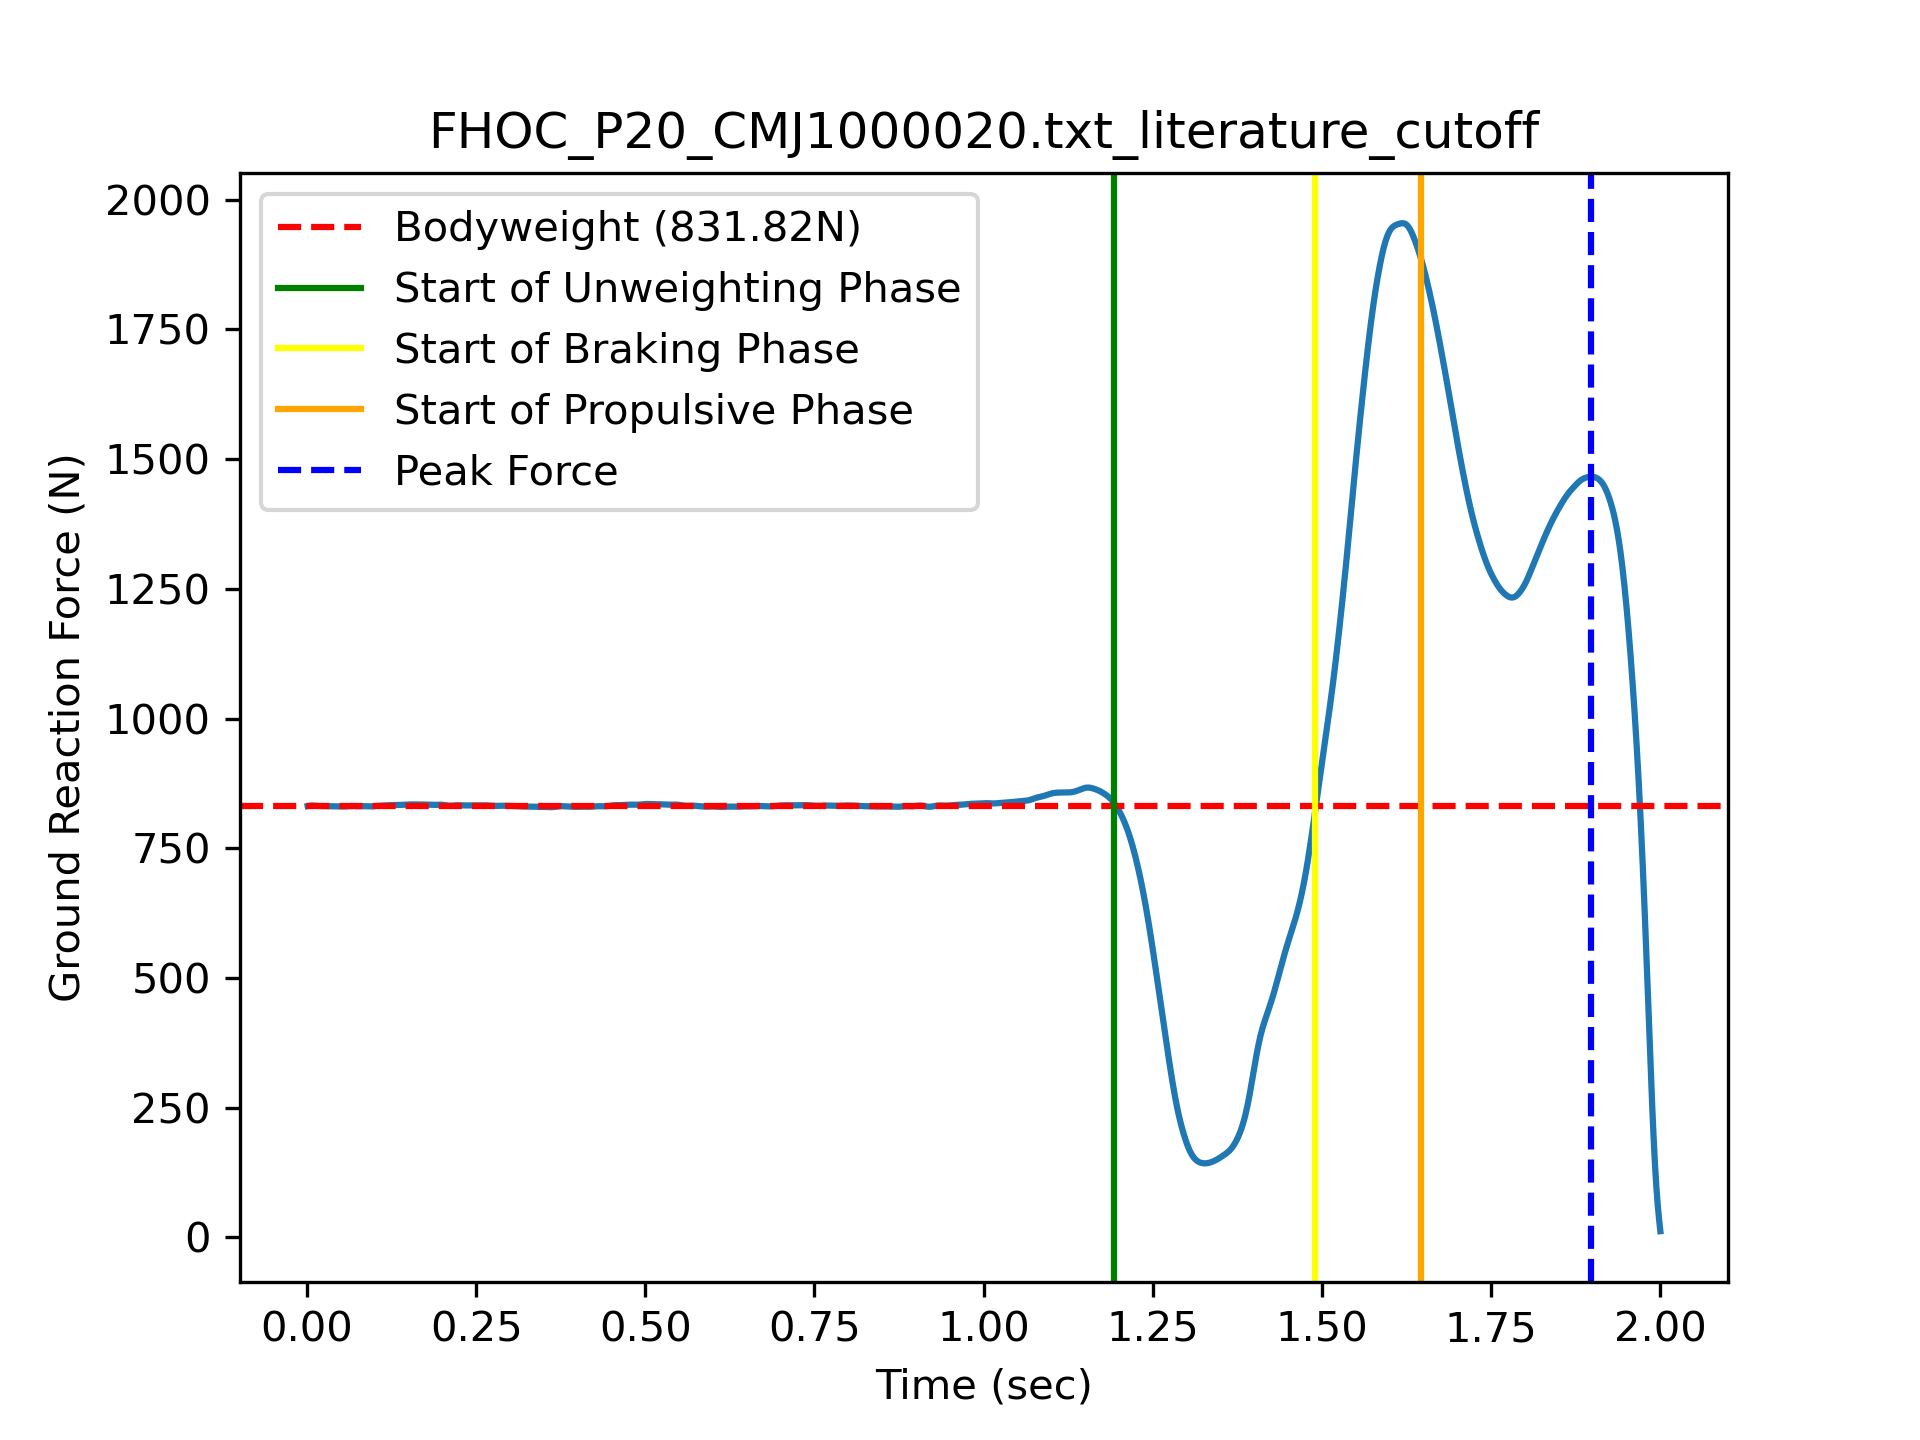 FHOC_P20_CMJ1000020.txt_literature_cutoff
Bodyweight (831.82N)
Start of Unweighting Phase
Start of Braking Phase
Start of Propulsive Phase
Peak Force
Ground Reaction Force (N)
2000
1750
1500
1250
1000
750
500
250
0
0.00 0.25 0.50 0.75 1.00 1.25 1.50 1.75 2.00
Time (sec)